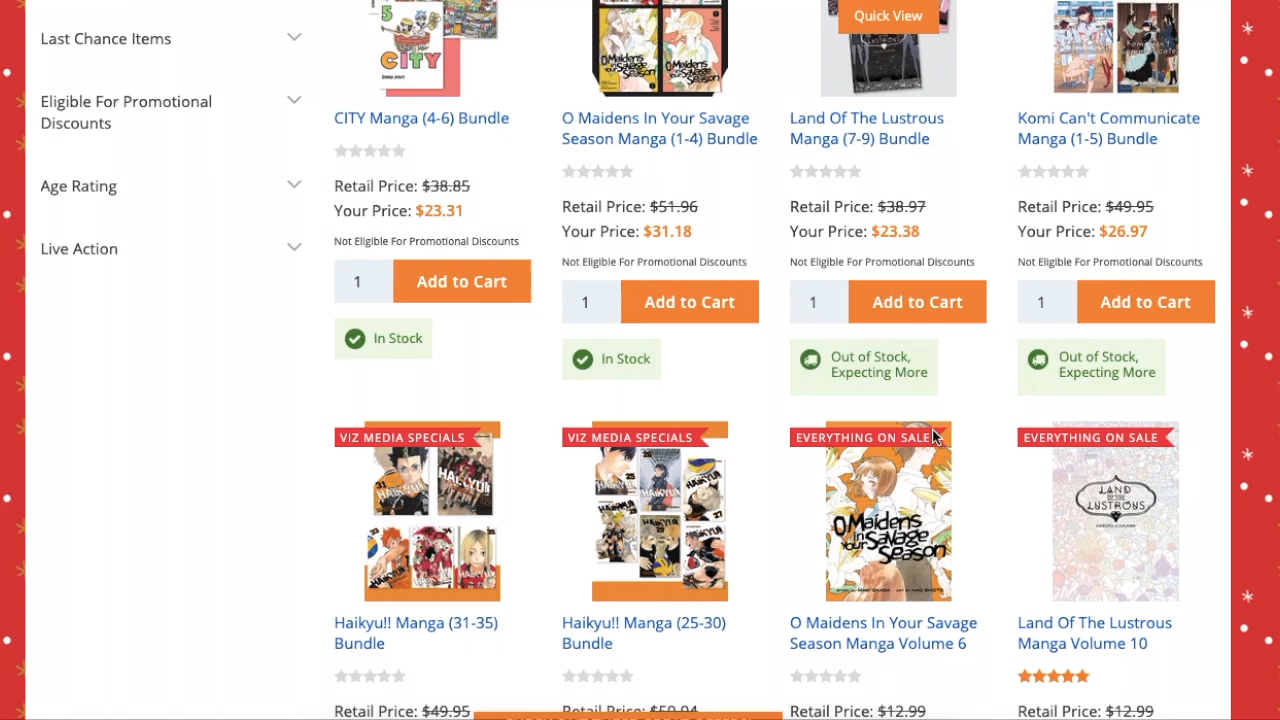 Last Chance Items
Eligible For Promotional
Discounts
Age Rating
Live Action
5
CITY
Quick View
CITY Manga (4-6) Bundle
Retail Price: $38.85
Your Price: $23.31
Not Eligible For Promotional Discounts
1
Add to Cart
In Stock
O Maidens In Your Savage
Season Manga (1-4) Bundle
Retail Price: $51.96
Your Price: $31.18
Not Eligible For Promotional Discounts
1
Add to Cart
In Stock
Land Of The Lustrous
Manga (7-9) Bundle
Retail Price: $38.97
Your Price: $23.38
Not Eligible For Promotional Discounts
1
Add to Cart
Out of Stock,
Expecting More
Komi Can't Communicate
Manga (1-5) Bundle
Retail Price: $49.95
Your Price: $26.97
Not Eligible For Promotional Discounts
1
Add to Cart
Out of Stock,
Expecting More
VIZ MEDIA SPECIALS
HAIKYU!!
Haikyu!! Manga (31-35)
Bundle
Retail Price: $49.95
VIZ MEDIA SPECIALS
HAIKYU!!
Haikyu!! Manga (25-30)
Bundle
Retail Price: $59.94
EVERYTHING ON SALE
O Maidens
in Your Savage
Season
O Maidens In Your Savage
Season Manga Volume 6
Retail Price: $12.99
EVERYTHING ON SALE
LAND
OF THE
LUSTROUS
Land Of The Lustrous
Manga Volume 10
Retail Price: $12.99